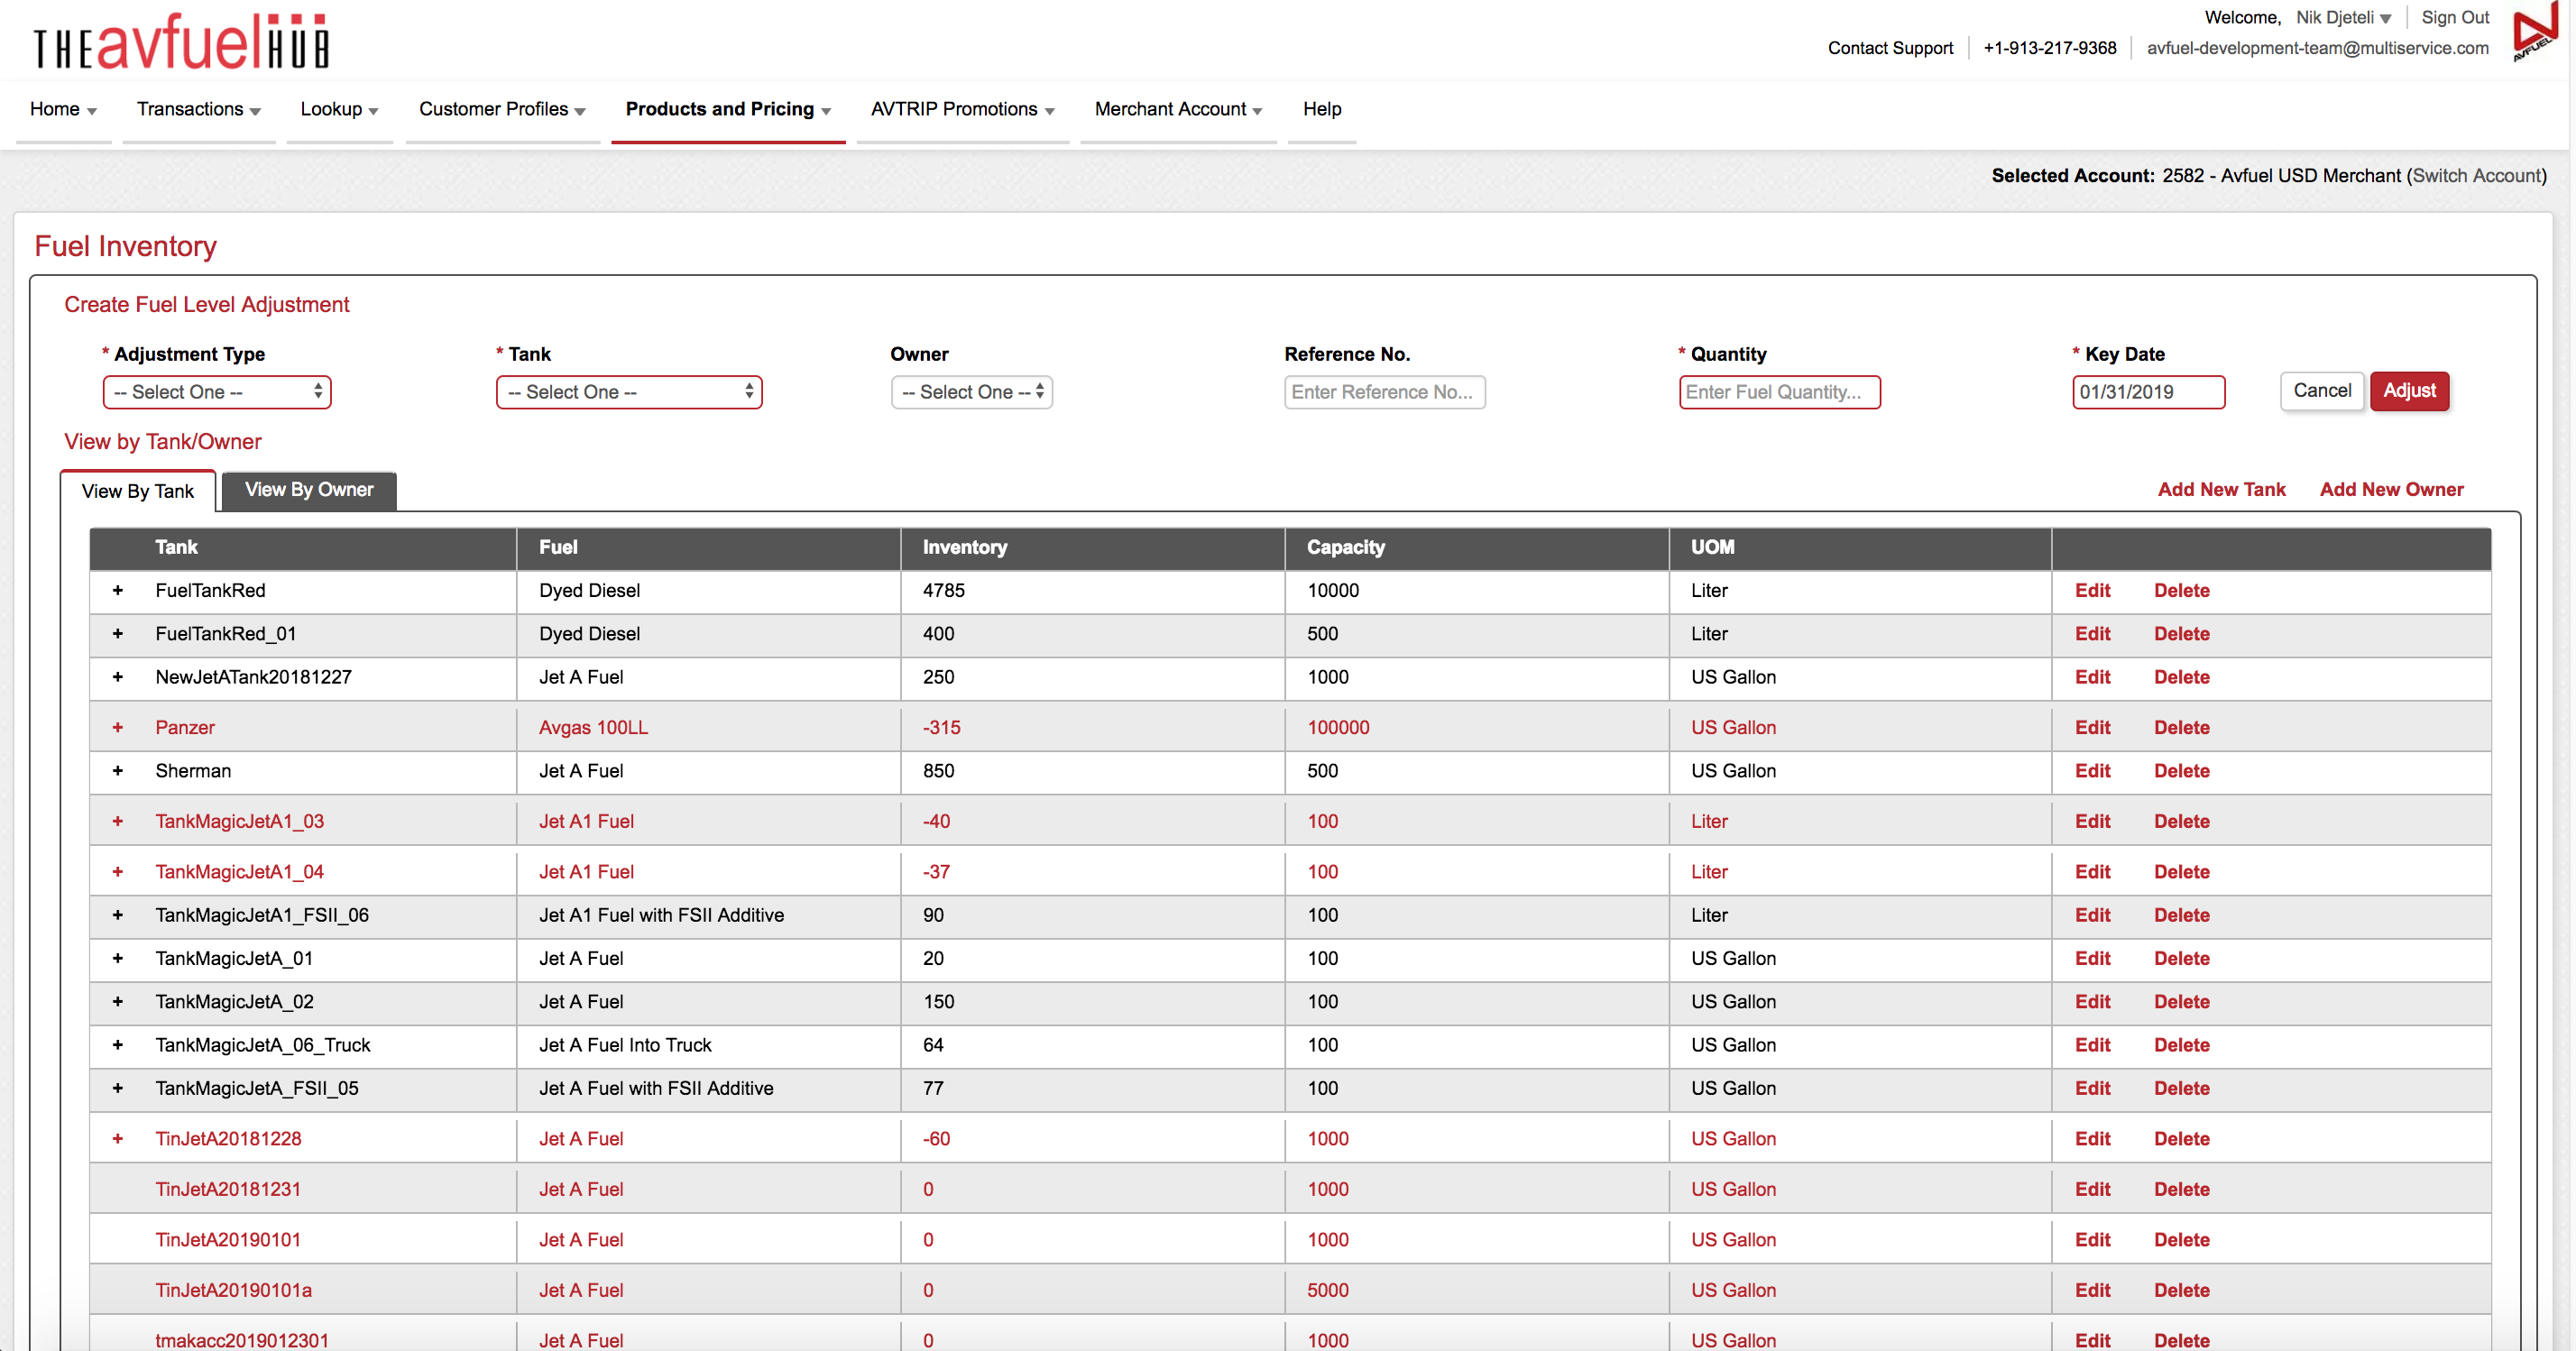 THE avfuel HUB
Welcome, Nik Djeteli Sign Out
Contact Support +1-913-217-9368 avfuel-development-team@multiservice.com
AVFUEL
Home Transactions Lookup Customer Profiles Products and Pricing AVTRIP Promotions Merchant Account Help
Selected Account: 2582 - Avfuel USD Merchant (Switch Account)
Fuel Inventory
Create Fuel Level Adjustment
* Adjustment Type * Tank Owner Reference No. * Quantity * Key Date
-- Select One -- -- Select One -- -- Select One -- Enter Reference No... Enter Fuel Quantity... 01/31/2019 Cancel Adjust
View by Tank/Owner
View By Tank View By Owner Add New Tank Add New Owner
Tank Fuel Inventory Capacity UOM
+ FuelTankRed Dyed Diesel 4785 10000 Liter Edit Delete
+ FuelTankRed_01 Dyed Diesel 400 500 Liter Edit Delete
+ NewJetATank20181227 Jet A Fuel 250 1000 US Gallon Edit Delete
+ Panzer Avgas 100LL -315 100000 US Gallon Edit Delete
+ Sherman Jet A Fuel 850 500 US Gallon Edit Delete
+ TankMagicJetA1_03 Jet A1 Fuel -40 100 Liter Edit Delete
+ TankMagicJetA1_04 Jet A1 Fuel -37 100 Liter Edit Delete
+ TankMagicJetA1_FSII_06 Jet A1 Fuel with FSII Additive 90 100 Liter Edit Delete
+ TankMagicJetA_01 Jet A Fuel 20 100 US Gallon Edit Delete
+ TankMagicJetA_02 Jet A Fuel 150 100 US Gallon Edit Delete
+ TankMagicJetA_06_Truck Jet A Fuel Into Truck 64 100 US Gallon Edit Delete
+ TankMagicJetA_FSII_05 Jet A Fuel with FSII Additive 77 100 US Gallon Edit Delete
+ TinJetA20181228 Jet A Fuel -60 1000 US Gallon Edit Delete
TinJetA20181231 Jet A Fuel 0 1000 US Gallon Edit Delete
TinJetA20190101 Jet A Fuel 0 1000 US Gallon Edit Delete
TinJetA20190101a Jet A Fuel 0 5000 US Gallon Edit Delete
tmakacc2019012301 Jet A Fuel 0 1000 US Gallon Edit Delete